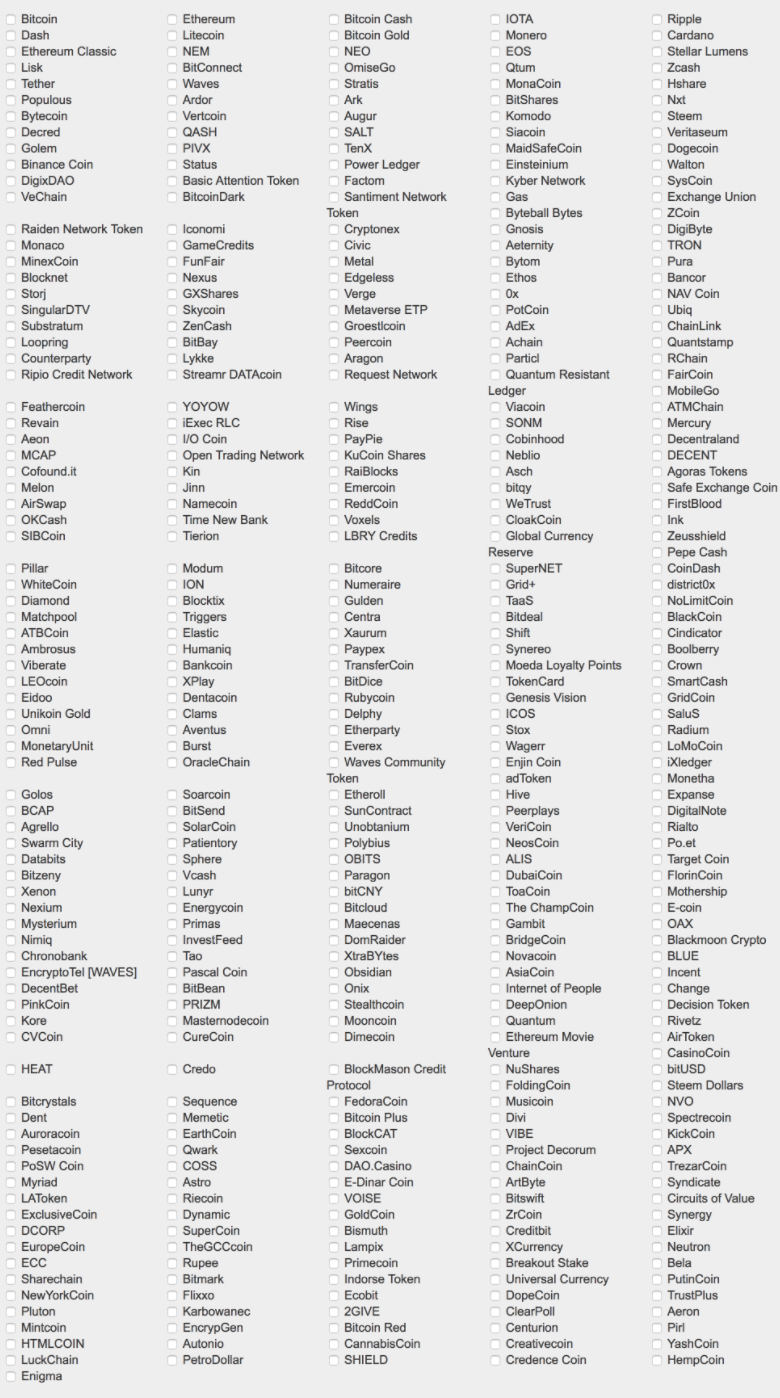 Bitcoin Ethereum Bitcoin Cash IOTA Ripple
Dash Litecoin Bitcoin Gold Monero Cardano
Ethereum Classic NEM NEO EOS Stellar Lumens
Lisk BitConnect OmiseGo Qtum Zcash
Tether Waves Stratis MonaCoin Hshare
Populous Ardor Ark BitShares Nxt
Bytecoin Vertcoin Augur Komodo Steem
Decred QASH SALT Siacoin Veritaseum
Golem PIVX TenX MaidSafeCoin Dogecoin
Binance Coin Status Power Ledger Einsteinium Walton
DigixDAO Basic Attention Token Factom Kyber Network SysCoin
VeChain BitcoinDark Santiment Network Gas Exchange Union
Token Byteball Bytes ZCoin
Raiden Network Token Iconomi Cryptonex Gnosis DigiByte
Monaco GameCredits Civic Aeternity TRON
MinexCoin FunFair Metal Bytom Pura
Blocknet Nexus Edgeless Ethos Bancor
Storj GXShares Verge 0x NAV Coin
SingularDTV Skycoin Metaverse ETP PotCoin Ubiq
Substratum ZenCash Groestlcoin AdEx ChainLink
Loopring BitBay Peercoin Achain Quantstamp
Counterparty Lykke Aragon Particl RChain
Ripio Credit Network Streamr DATAcoin Request Network Quantum Resistant FairCoin
Ledger MobileGo
Feathercoin YOYOW Wings Viacoin ATMChain
Revain iExec RLC Rise SONM Mercury
Aeon I/O Coin PayPie Cobinhood Decentraland
MCAP Open Trading Network KuCoin Shares Neblio DECENT
Cofound.it Kin RaiBlocks Asch Agoras Tokens
Melon Jinn Emercoin bitqy Safe Exchange Coin
AirSwap Namecoin ReddCoin WeTrust FirstBlood
OKCash Time New Bank Voxels CloakCoin Ink
SIBCoin Tierion LBRY Credits Global Currency Zeusshield
Reserve Pepe Cash
Pillar Modum Bitcore SuperNET CoinDash
WhiteCoin ION Numeraire Grid+ district0x
Diamond Blocktix Gulden TaaS NoLimitCoin
Matchpool Triggers Centra Bitdeal BlackCoin
ATBCoin Elastic Xaurum Shift Cindicator
Ambrosus Humaniq Paypex Synereo Boolberry
Viberate Bankcoin TransferCoin Moeda Loyalty Points Crown
LEOcoin XPlay BitDice TokenCard SmartCash
Eidoo Dentacoin Rubycoin Genesis Vision GridCoin
Unikoin Gold Clams Delphy ICOS SaluS
Omni Aventus Etherparty Stox Radium
MonetaryUnit Burst Everex Wagerr LoMoCoin
Red Pulse OracleChain Waves Community Enjin Coin iXledger
Token adToken Monetha
Golos Soarcoin Etheroll Hive Expanse
BCAP BitSend SunContract Peerplays DigitalNote
Agrello SolarCoin Unobtanium VeriCoin Rialto
Swarm City Patientory Polybius NeosCoin Po.et
Databits Sphere OBITS ALIS Target Coin
Bitzeny Vcash Paragon DubaiCoin FlorinCoin
Xenon Lunyr bitCNY ToaCoin Mothership
Nexium Energycoin Bitcloud The ChampCoin E-coin
Mysterium Primas Maecenas Gambit OAX
Nimiq InvestFeed DomRaider BridgeCoin Blackmoon Crypto
Chronobank Tao XtraBYtes Novacoin BLUE
EncryptoTel [WAVES] Pascal Coin Obsidian AsiaCoin Incent
DecentBet BitBean Onix Internet of People Change
PinkCoin PRIZM Stealthcoin DeepOnion Decision Token
Kore Masternodecoin Mooncoin Quantum Rivetz
CVCoin CureCoin Dimecoin Ethereum Movie AirToken
Venture CasinoCoin
HEAT Credo BlockMason Credit NuShares bitUSD
Protocol FoldingCoin Steem Dollars
Bitcrystals Sequence FedoraCoin Musicoin NVO
Dent Memetic Bitcoin Plus Divi Spectrecoin
Auroracoin EarthCoin BlockCAT VIBE KickCoin
Pesetacoin Qwark Sexcoin Project Decorum APX
PoSW Coin COSS DAO.Casino ChainCoin TrezarCoin
Myriad Astro E-Dinar Coin ArtByte Syndicate
LAToken Riecoin VOISE Bitswift Circuits of Value
ExclusiveCoin Dynamic GoldCoin ZrCoin Synergy
DCORP SuperCoin Bismuth Creditbit Elixir
EuropeCoin TheGCCcoin Lampix XCurrency Neutron
ECC Rupee Primecoin Breakout Stake Bela
Sharechain Bitmark Indorse Token Universal Currency PutinCoin
NewYorkCoin Flixxo Ecobit DopeCoin TrustPlus
Pluton Karbowanec 2GIVE ClearPoll Aeron
Mintcoin EncrypGen Bitcoin Red Centurion Pirl
HTMLCOIN Autonio CannabisCoin Creativecoin YashCoin
LuckChain PetroDollar SHIELD Credence Coin HempCoin
Enigma